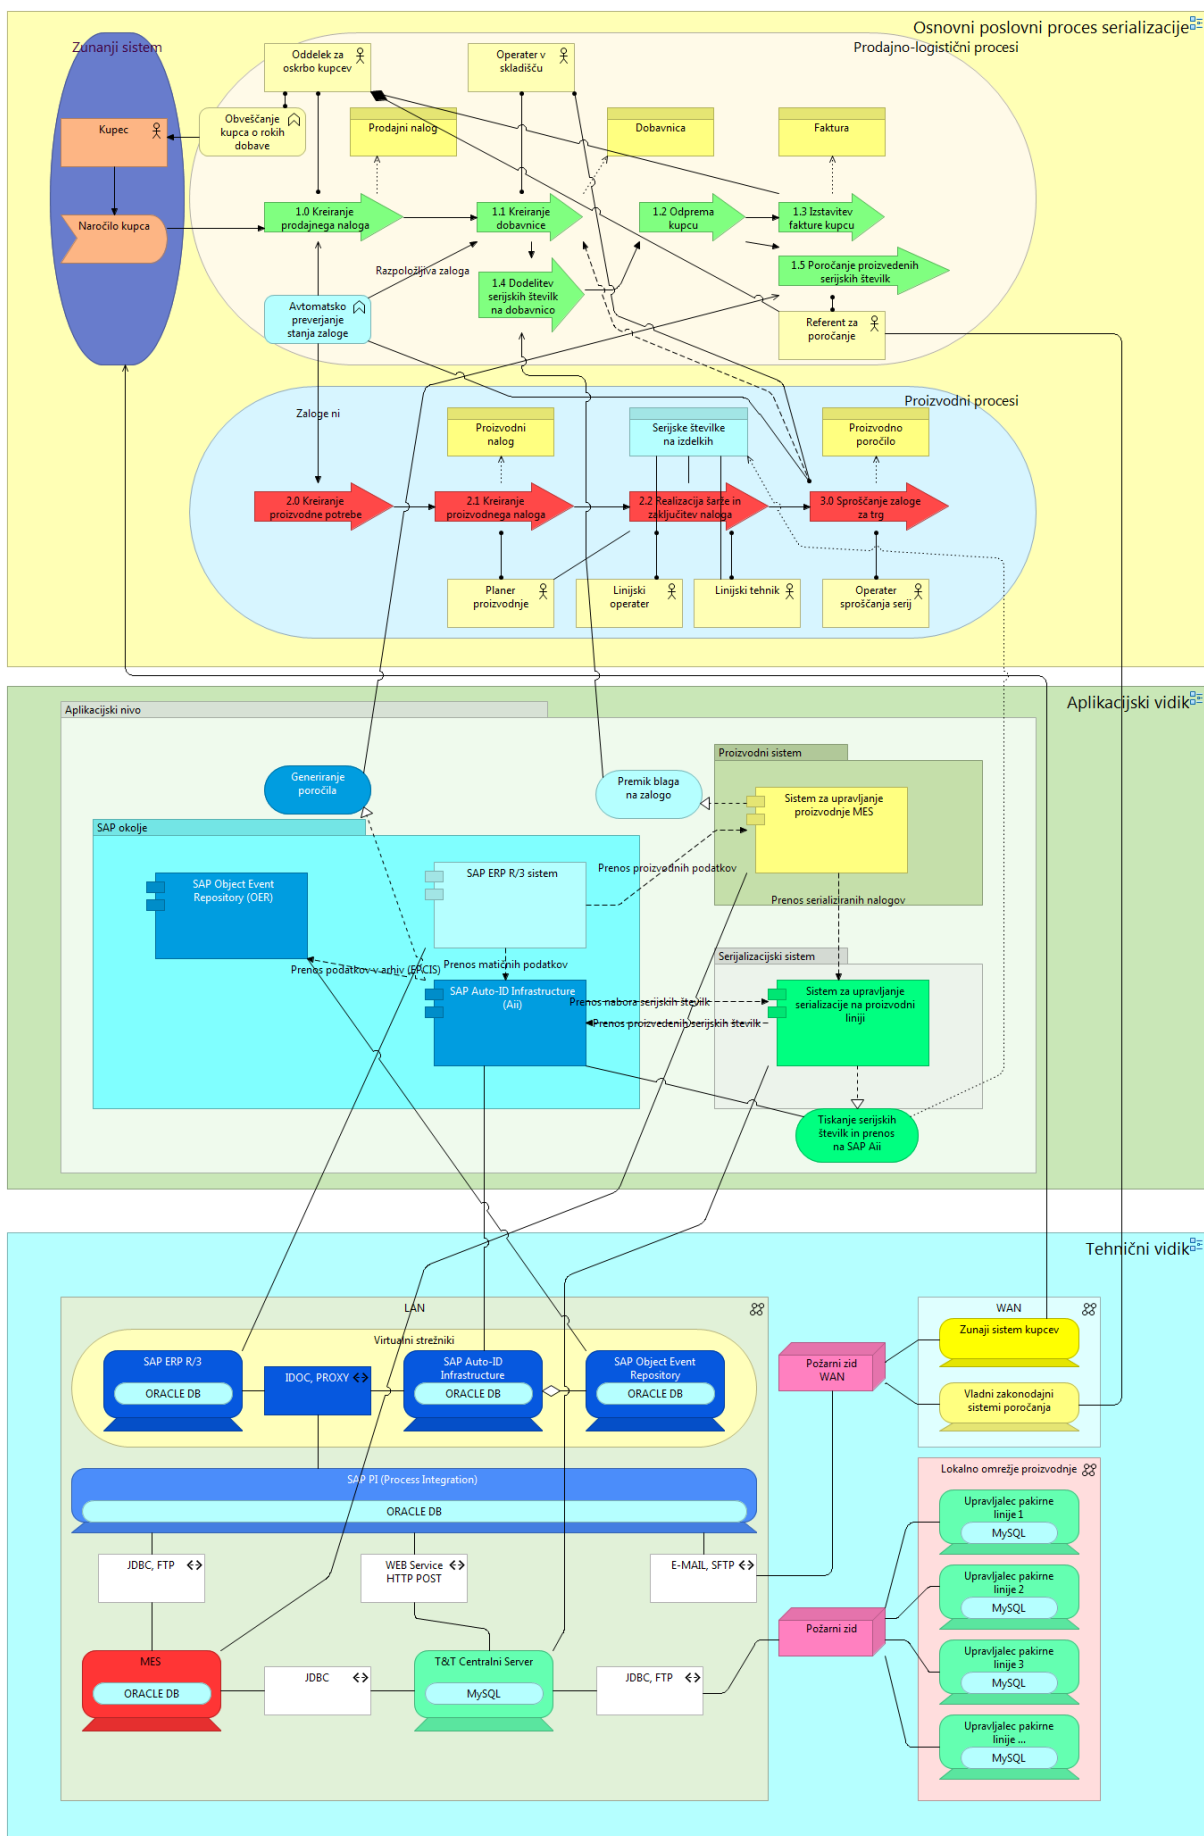 Osnovni poslovni proces serializacije
Zunanji sistem
Prodajno-logistični procesi
Oddelek za
oskrbo kupcev
Operater v
skladišču
Kupec
Obveščanje
kupca o rokih
dobave
Prodajni nalog
Dobavnica
Faktura
Naročilo kupca
1.0 Kreiranje
prodajnega naloga
1.1 Kreiranje
dobavnice
1.2 Odprema
kupcu
1.3 Izstavitev
fakture kupcu
Razpoložljiva zaloga
1.4 Dodelitev
serijskih številk
na dobavnico
1.5 Poročanje proizvedenih
serijskih številk
Avtomatsko
preverjanje
stanja zaloge
Referent za
poročanje
Proizvodni procesi
Zaloge ni
Proizvodni
nalog
Serijske številke
na izdelkih
Proizvodno
poročilo
2.0 Kreiranje
proizvodne potrebe
2.1 Kreiranje
proizvodnega naloga
2.2 Realizacija šarže in
zaključitev naloga
3.0 Sproščanje zaloge
za trg
Planer
proizvodnje
Linijski
operater
Linijski tehnik
Operater
sproščanja serij
Aplikacijski vidik
Aplikacijski nivo
Generiranje
poročila
Premik blaga
na zalogo
Proizvodni sistem
Sistem za upravljanje
proizvodnje MES
SAP okolje
SAP Object Event
Repository (OER)
SAP ERP R/3 sistem
Prenos proizvodnih podatkov
Prenos serializiranih nalogov
Prenos podatkov v arhiv (EPCIS)
Prenos matičnih podatkov
Serijalizacijski sistem
SAP Auto-ID Infrastructure
(Aii)
Prenos nabora serijskih številk
Prenos proizvedenih serijskih številk
Sistem za upravljanje
serializacije na proizvodni
liniji
Tiskanje serijskih
številk in prenos
na SAP Aii
Tehnični vidik
LAN
Virtualni strežniki
SAP ERP R/3
ORACLE DB
IDOC, PROXY
SAP Auto-ID
Infrastructure
ORACLE DB
SAP Object Event
Repository
ORACLE DB
Požarni zid
WAN
WAN
Zunaji sistem kupcev
Vladni zakonodajni
sistemi poročanja
SAP PI (Process Integration)
ORACLE DB
JDBC, FTP
WEB Service
HTTP POST
E-MAIL, SFTP
Lokalno omrežje proizvodnje
Upravljalec pakirne
linije 1
MySQL
Upravljalec pakirne
linije 2
MySQL
Upravljalec pakirne
linije 3
MySQL
Upravljalec pakirne
linije ...
MySQL
Požarni zid
MES
ORACLE DB
JDBC
T&T Centralni Server
MySQL
JDBC, FTP